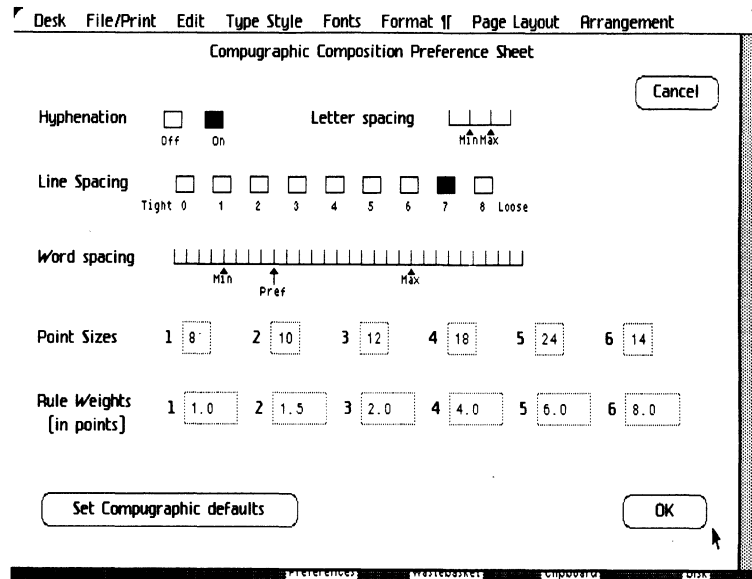 Desk File/Print Edit Type Style Fonts Format ¶ Page Layout Arrangement
Compugraphic Composition Preference Sheet
Cancel
Hyphenation Letter spacing
Off On Min Max
Line Spacing
Tight 0 1 2 3 4 5 6 7 8 Loose
Word spacing
Min Pref Max
Point Sizes 1 8 2 10 3 12 4 18 5 24 6 14
Rule Weights 1 1.0 2 1.5 3 2.0 4 4.0 5 6.0 6 8.0
[in points]
Set Compugraphic defaults OK
Preferences Wastebasket Clipboard Disk